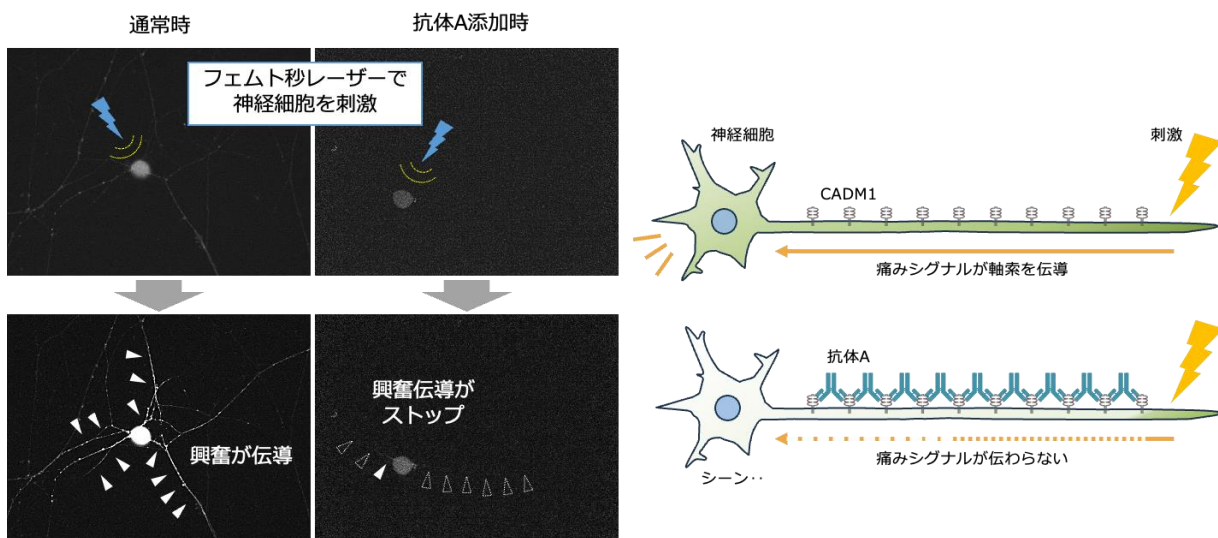 通常時
抗体A添加時
フェムト秒レーザーで
神経細胞を刺激
興奮が伝導
興奮伝導が
ストップ
神経細胞
刺激
CADM1
痛みシグナルが軸索を伝導
抗体A
痛みシグナルが伝わらない
シーン‥